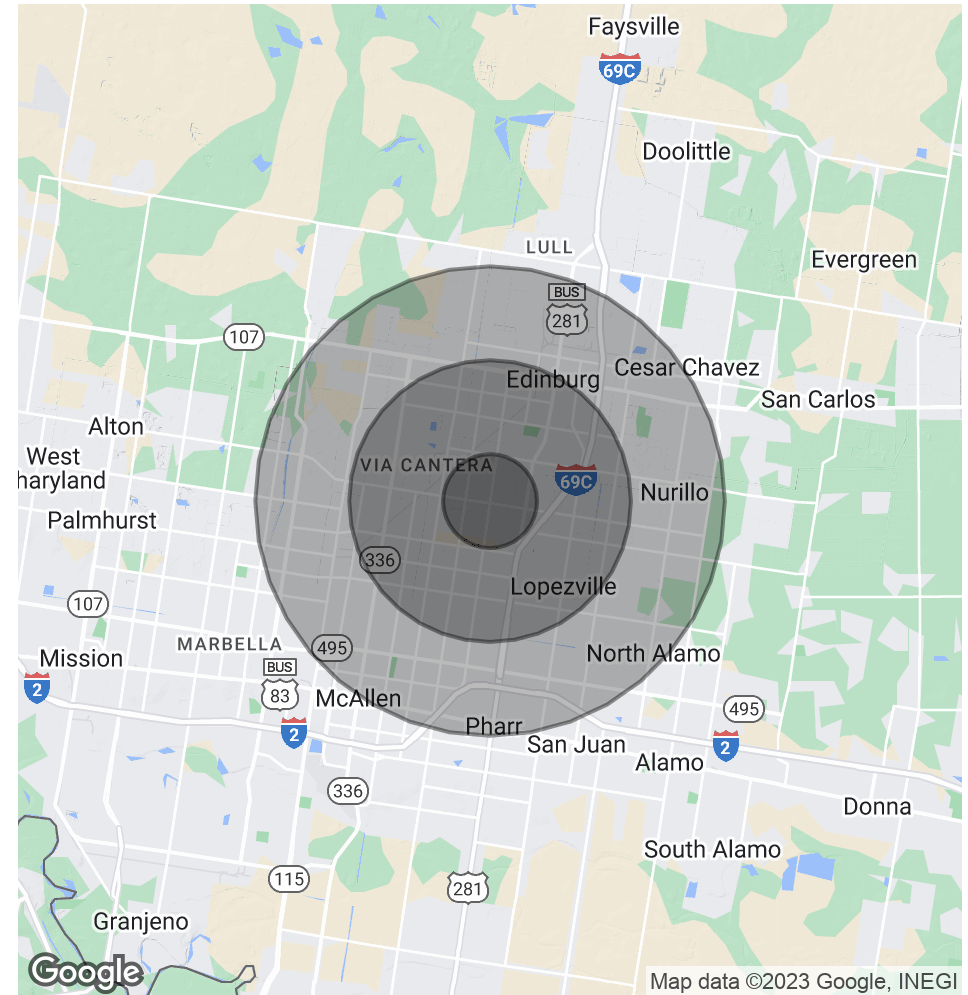 Faysville
69C
Doolittle
LULL
Evergreen
BUS
281
107
Cesar Chavez
Edinburg
San Carlos
Alton
West
haryland
VIA CANTERA
69C
Nurillo
Palmhurst
336
Lopezville
107
MARBELLA
495
North Alamo
Mission
BUS
83
2
McAllen
495
2
Pharr
San Juan
2
Alamo
336
Donna
South Alamo
115
281
Granjeno
Google
Map data ©2023 Google, INEGI